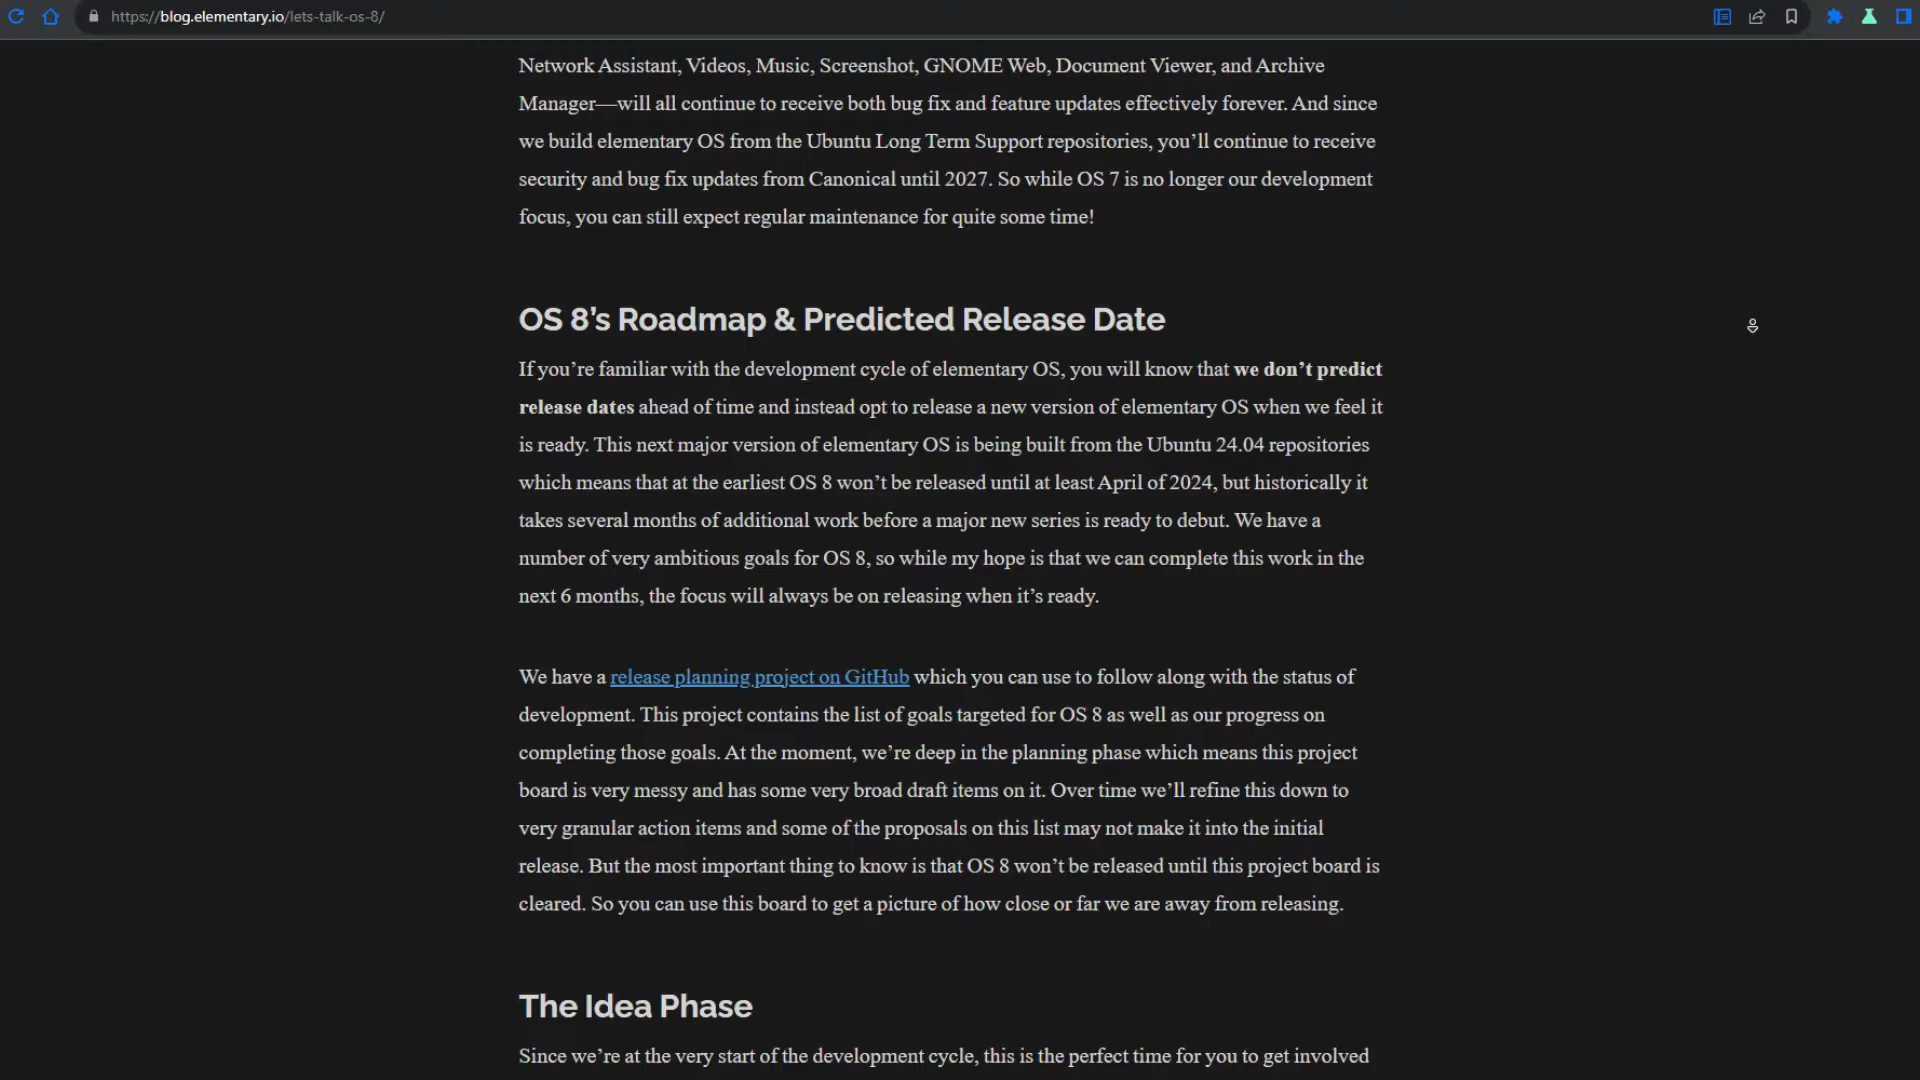 https://blog.elementary.io/lets-talk-os-8/
Network Assistant, Videos, Music, Screenshot, GNOME Web, Document Viewer, and Archive
Manager—will all continue to receive both bug fix and feature updates effectively forever. And since
we build elementary OS from the Ubuntu Long Term Support repositories, you’ll continue to receive
security and bug fix updates from Canonical until 2027. So while OS 7 is no longer our development
focus, you can still expect regular maintenance for quite some time!
OS 8’s Roadmap & Predicted Release Date
If you’re familiar with the development cycle of elementary OS, you will know that we don’t predict
release dates ahead of time and instead opt to release a new version of elementary OS when we feel it
is ready. This next major version of elementary OS is being built from the Ubuntu 24.04 repositories
which means that at the earliest OS 8 won’t be released until at least April of 2024, but historically it
takes several months of additional work before a major new series is ready to debut. We have a
number of very ambitious goals for OS 8, so while my hope is that we can complete this work in the
next 6 months, the focus will always be on releasing when it’s ready.
We have a release planning project on GitHub which you can use to follow along with the status of
development. This project contains the list of goals targeted for OS 8 as well as our progress on
completing those goals. At the moment, we’re deep in the planning phase which means this project
board is very messy and has some very broad draft items on it. Over time we’ll refine this down to
very granular action items and some of the proposals on this list may not make it into the initial
release. But the most important thing to know is that OS 8 won’t be released until this project board is
cleared. So you can use this board to get a picture of how close or far we are away from releasing.
The Idea Phase
Since we’re at the very start of the development cycle, this is the perfect time for you to get involved